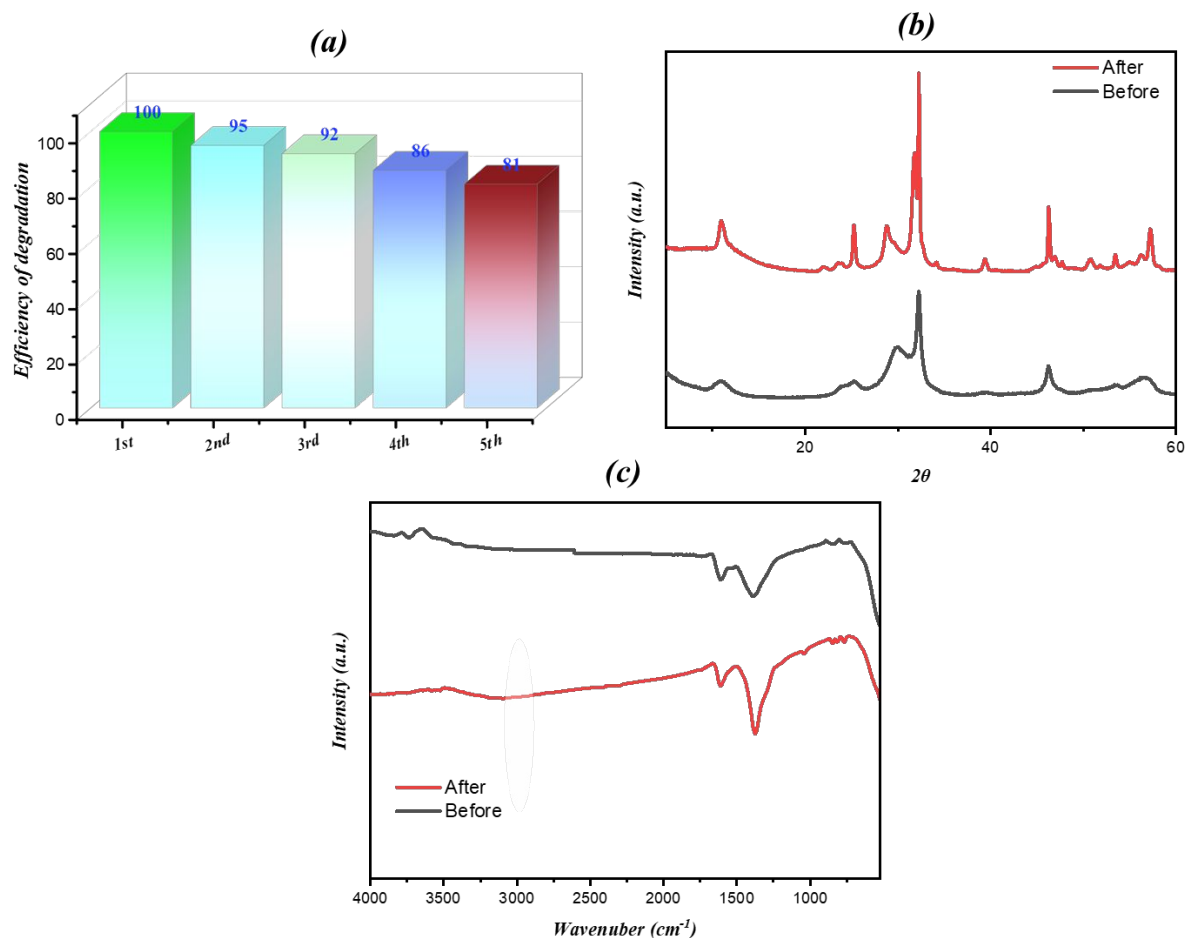 (a)
Efficiency of degradation
100
80
60
40
20
0
100
95
92
86
81
1st
2nd
3rd
4th
5th
(b)
After
Before
Intensity (a.u.)
20
40
60
2θ
(c)
Intensity (a.u.)
After
Before
4000
3500
3000
2500
2000
1500
1000
Wavenuber (cm⁻¹)